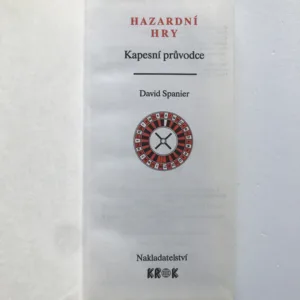 HAZARDNÍ
HRY
Kapesní průvodce
David Spanier
Nakladatelství
KROK